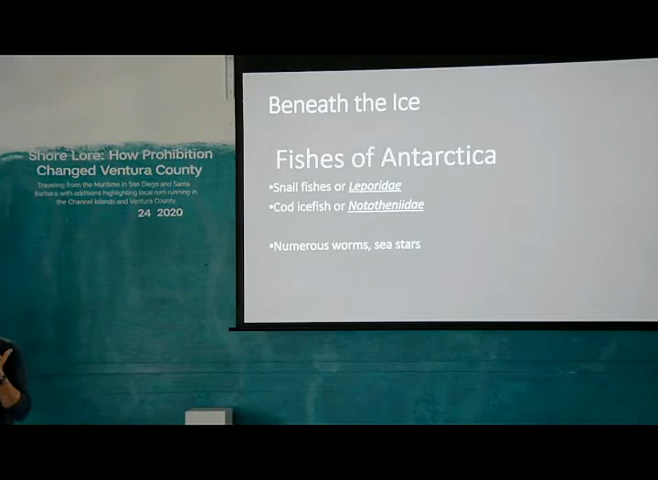 Shore Lore: How Prohibition
Changed Ventura County
Traveling from the Maritime in San Diego and Santa
Barbara with additions highlighting local rum running in
the Channel Islands and Ventura County
24 2020
Beneath the Ice
Fishes of Antarctica
•Snail fishes or Leporidae
•Cod icefish or Nototheniidae
•Numerous worms, sea stars